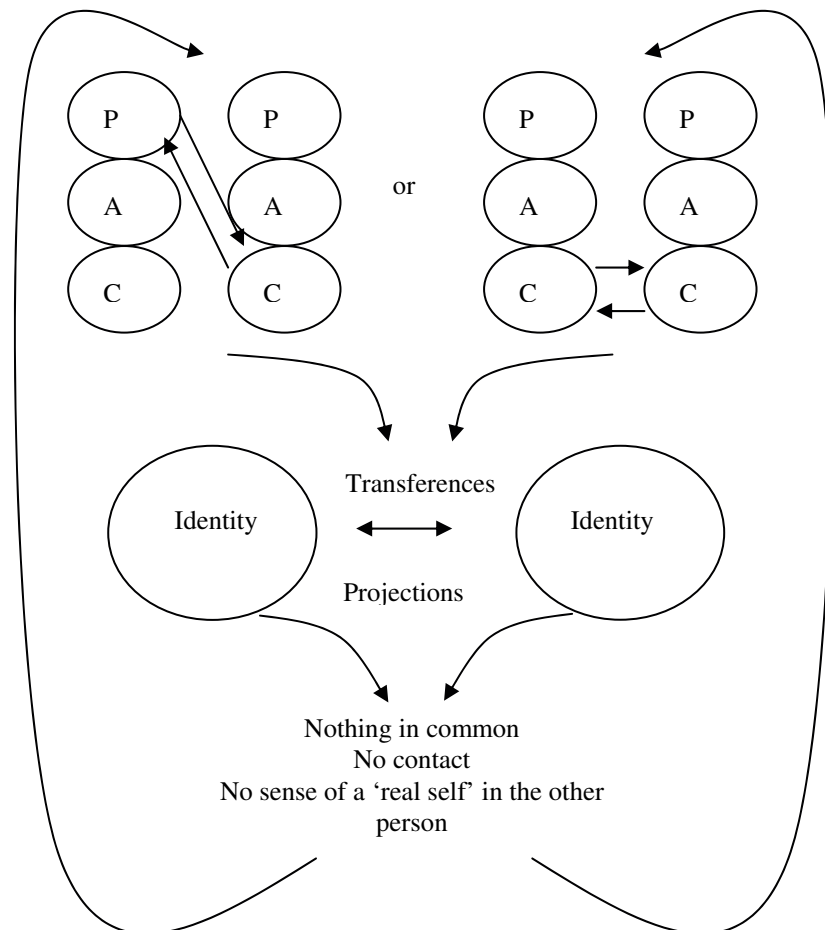 P P P P
A A or A A
C C C C
Transferences
Identity Identity
Projections
Nothing in common
No contact
No sense of a ‘real self’ in the other
person